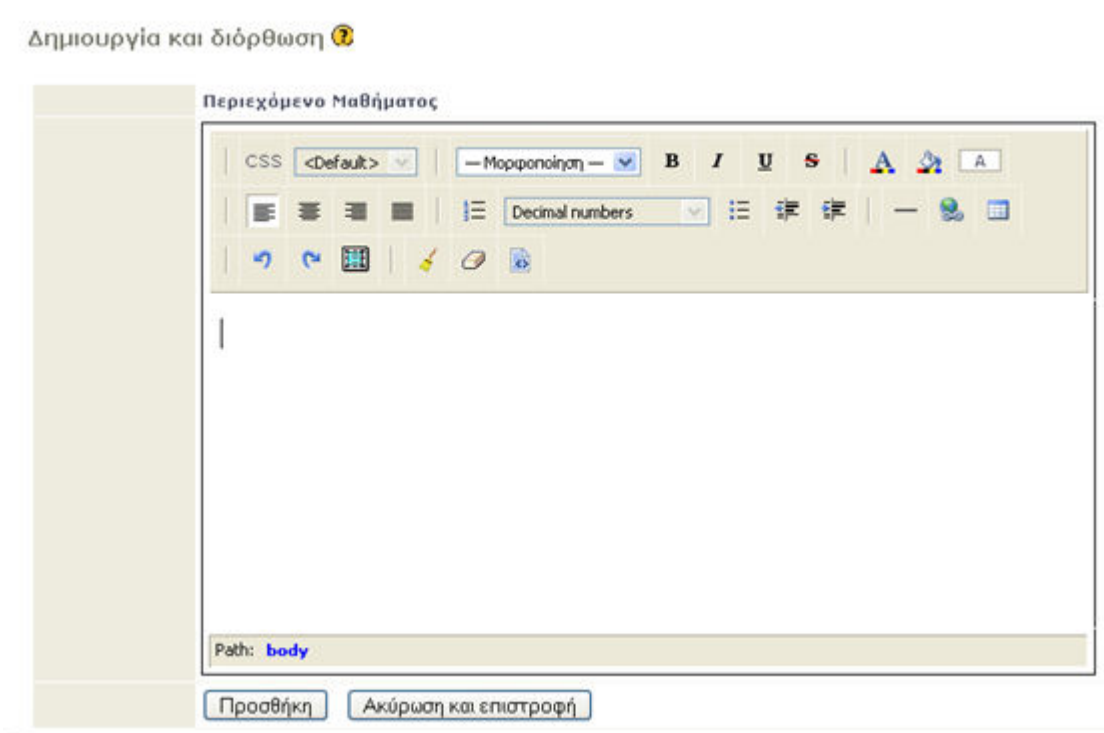 Δημιουργία και διόρθωση ?
Περιεχόμενο Μαθήματος
CSS <Default> — Μορφοποίηση — B I U S A A
Decimal numbers
Path: body
Προσθήκη Ακύρωση και επιστροφή